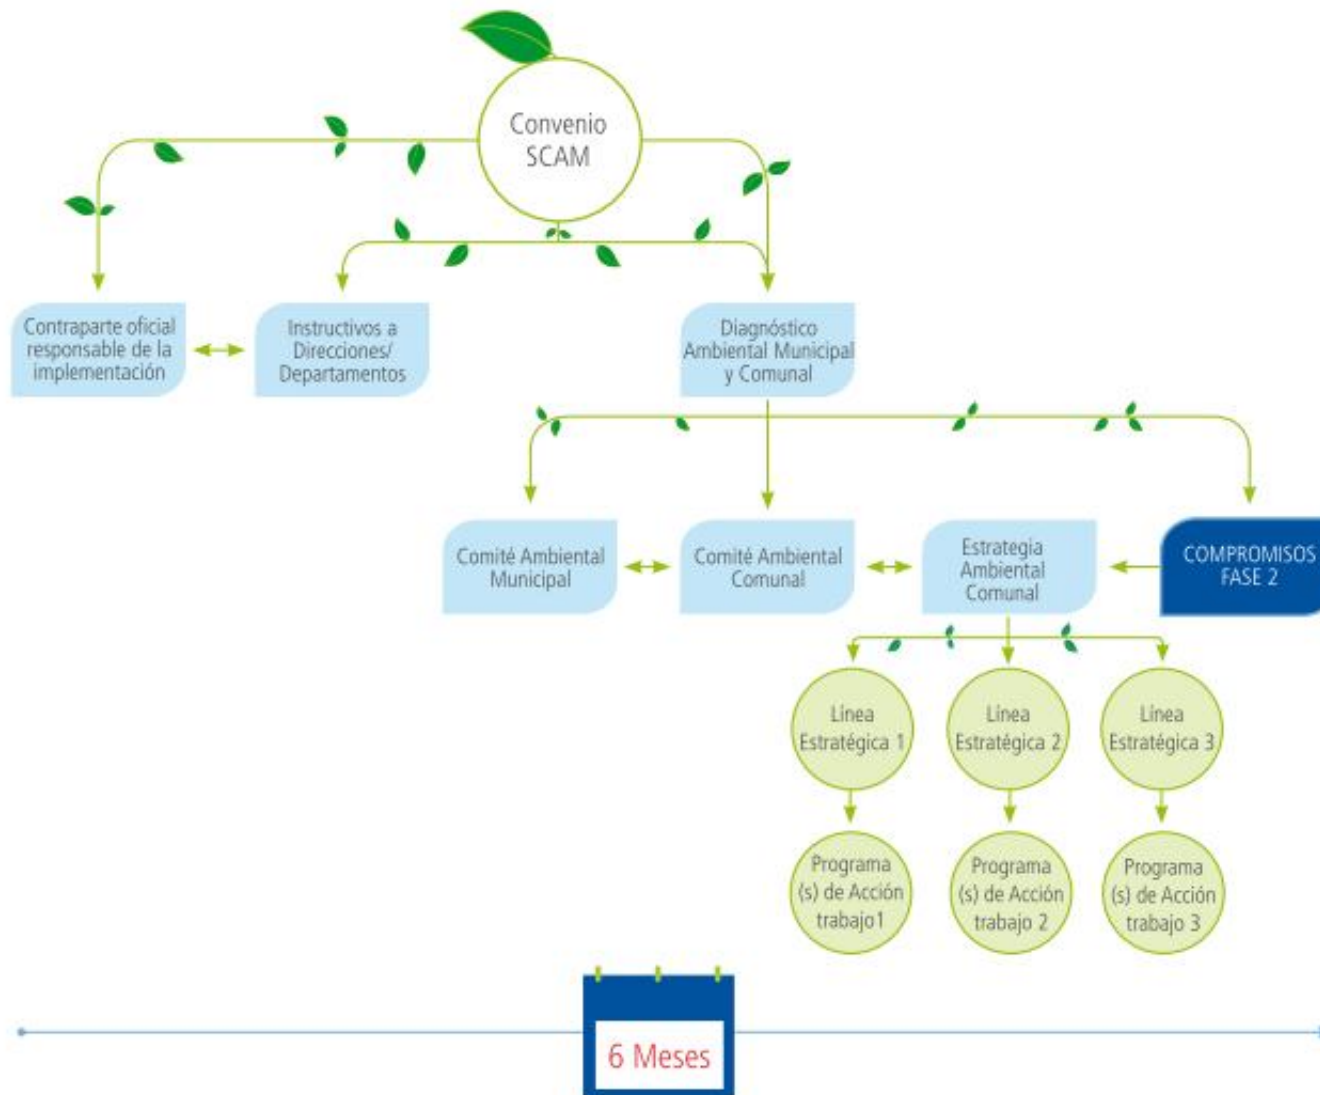 Convenio
SCAM
Contraparte oficial
responsable de la
implementación
Instructivos a
Direcciones/
Departamentos
Diagnóstico
Ambiental Municipal
y Comunal
Comité Ambiental
Municipal
Comité Ambiental
Comunal
Estrategia
Ambiental
Comunal
COMPROMISOS
FASE 2
Línea
Estratégica 1
Línea
Estratégica 2
Línea
Estratégica 3
Programa
(s) de Acción
trabajo1
Programa
(s) de Acción
trabajo 2
Programa
(s) de Acción
trabajo 3
6 Meses